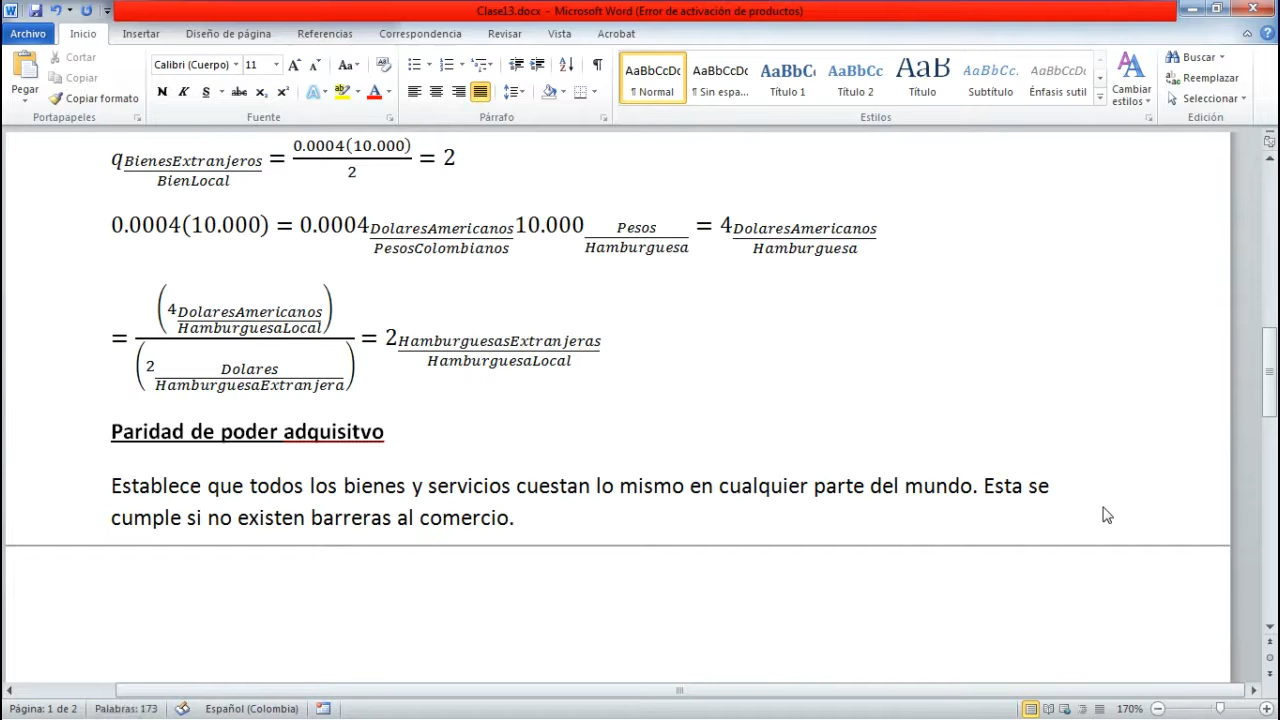 Clase13.docx - Microsoft Word (Error de activación de productos)
Archivo Inicio Insertar Diseño de página Referencias Correspondencia Revisar Vista Acrobat
Pegar
Cortar
Copiar
Copiar formato
Portapapeles
Calibri (Cuerpo) 11
N K S abc x₂ x²
Fuente
Párrafo
AaBbCcDc AaBbCcDc AaBbC( AaBbCc AaB AaBbCc. AaBbCcDc
¶ Normal ¶ Sin espa... Título 1 Título 2 Título Subtítulo Énfasis sutil
Estilos
Cambiar
estilos
Buscar
Reemplazar
Seleccionar
Edición
q BienesExtranjeros/BienLocal = 0.0004(10.000)/2 = 2
0.0004(10.000) = 0.0004 DolaresAmericanos/PesosColombianos 10.000 Pesos/Hamburguesa = 4 DolaresAmericanos/Hamburguesa
= (4 DolaresAmericanos/HamburguesaLocal)/(2 Dolares/HamburguesaExtranjera) = 2 HamburguesasExtranjeras/HamburguesaLocal
Paridad de poder adquisitvo
Establece que todos los bienes y servicios cuestan lo mismo en cualquier parte del mundo. Esta se
cumple si no existen barreras al comercio.
Página: 1 de 2 Palabras: 173 Español (Colombia) 170%